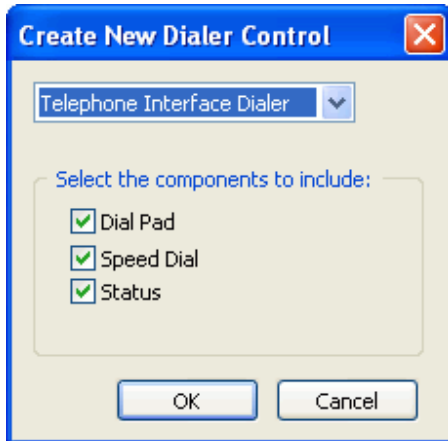 Create New Dialer Control
Telephone Interface Dialer
Select the components to include:
Dial Pad
Speed Dial
Status
OK
Cancel